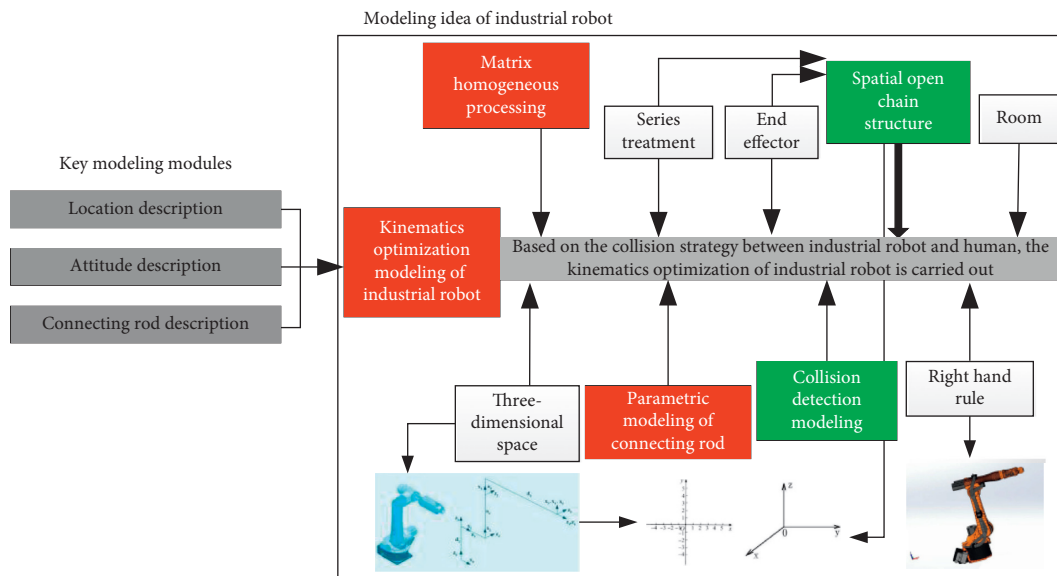 Modeling idea of industrial robot
Matrix
homogeneous
processing
Series
treatment
End
effector
Spatial open
chain
structure
Room
Key modeling modules
Location description
Attitude description
Connecting rod description
Kinematics
optimization
modeling of
industrial robot
Based on the collision strategy between industrial robot and human, the
kinematics optimization of industrial robot is carried out
Three-
dimensional
space
Parametric
modeling of
connecting rod
Collision
detection
modeling
Right hand
rule
z
0
y
x